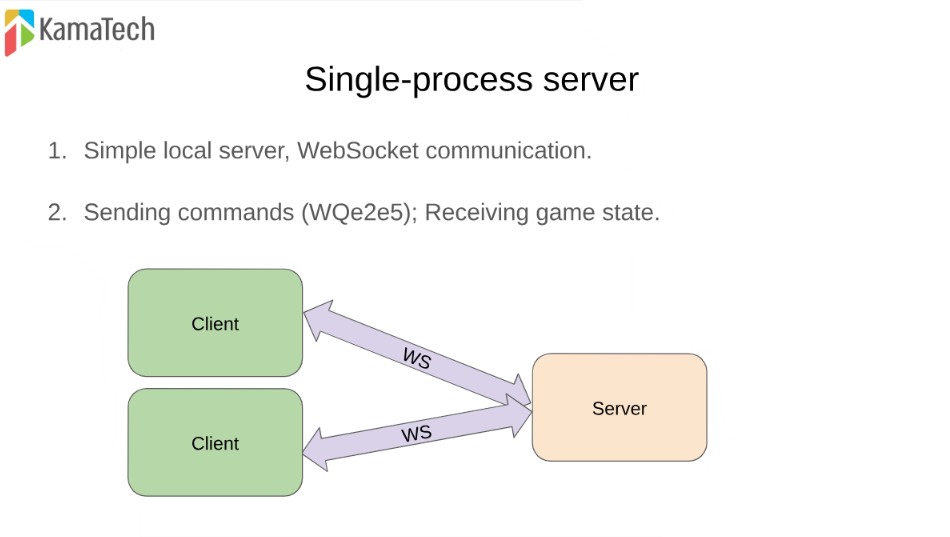 KamaTech
Single-process server
1. Simple local server, WebSocket communication.
2. Sending commands (WQe2e5); Receiving game state.
Client
WS
Server
Client
WS